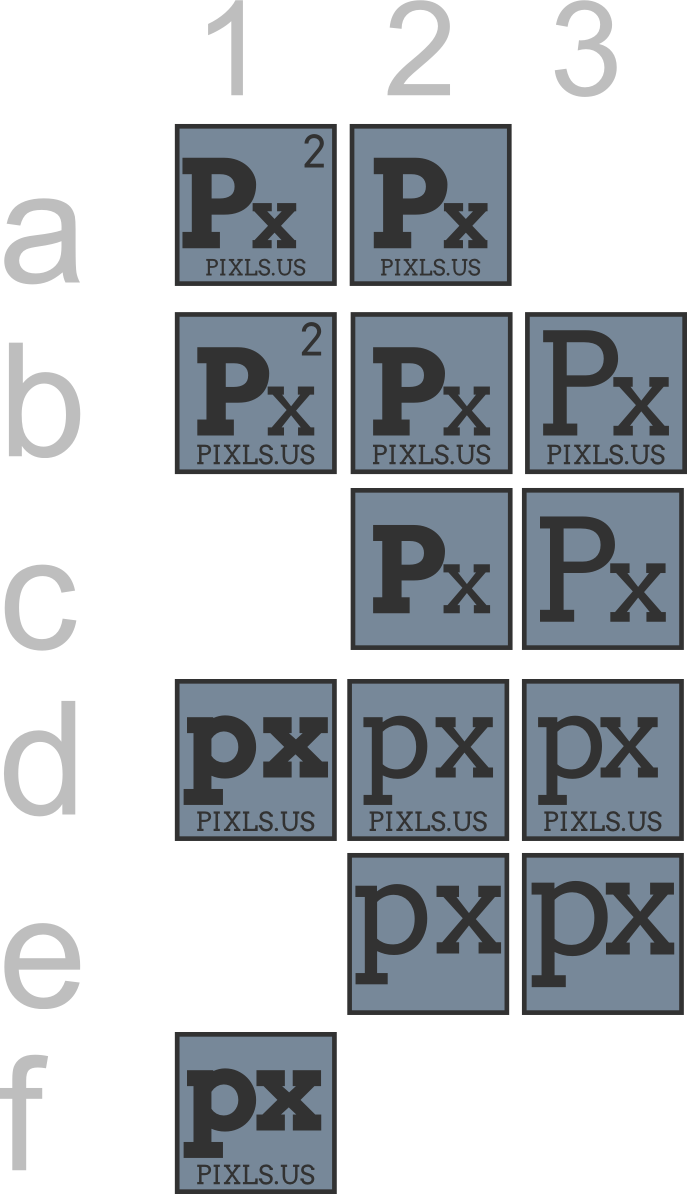 1 2 3
a
2
Px Px
PIXLS.US PIXLS.US
b
2
Px Px Px
PIXLS.US PIXLS.US PIXLS.US
c
Px Px
d
px px px
PIXLS.US PIXLS.US PIXLS.US
e
px px
f
px
PIXLS.US